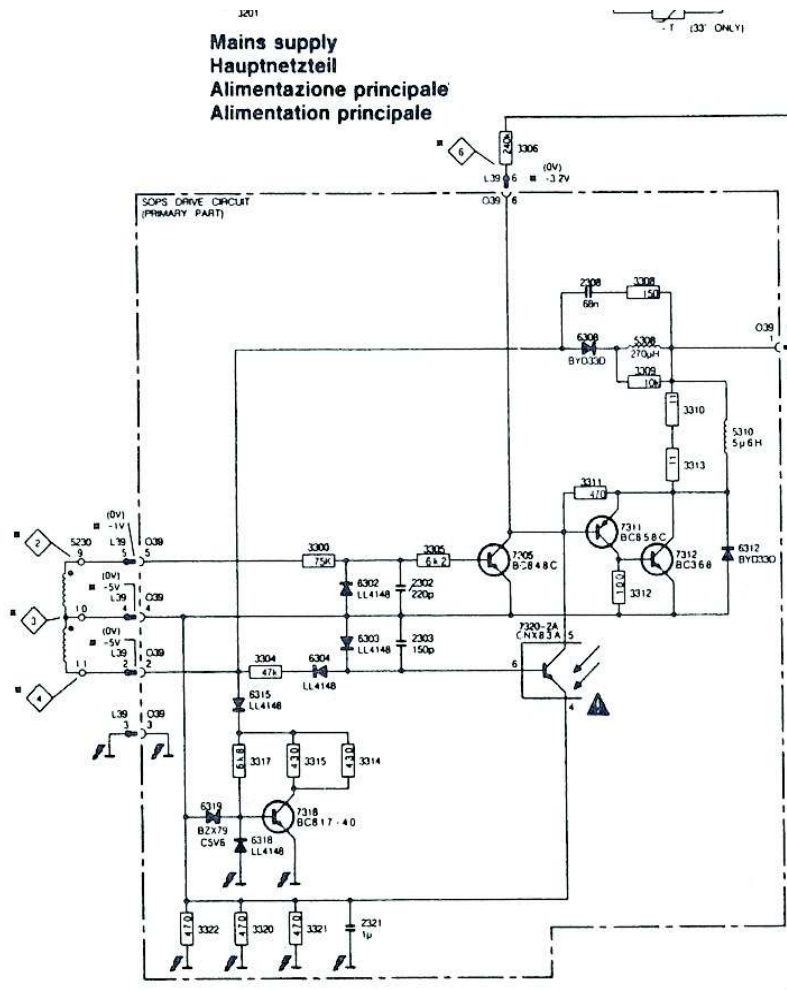 3201
- T (33' ONLY)
Mains supply
Hauptnetzteil
Alimentazione principale
Alimentation principale
6
240k
3306
L39
6
(0V)
-3.2V
SOPS DRIVE CIRCUIT
(PRIMARY PART)
O39
6
2308
68n
3308
150
6308
BYD33D
5308
270µH
O39
1
3309
10k
11
3310
5310
5µ6H
11
3313
3311
470
7311
BC858C
(0V)
-1V
5230
L39
O39
2
9
5
5
3300
75K
3305
6k2
7305
BC848C
7312
BC368
6312
BYD33D
6302
LL4148
2302
220p
100
3312
(0V)
-5V
L39
O39
3
10
4
4
(0V)
-5V
L39
O39
6303
LL4148
2303
150p
7320-2A
CNX83A
5
11
2
2
3304
47k
6304
LL4148
6
4
4
6315
LL4148
L39
O39
3
3
6k8
3317
430
3315
430
3314
6319
BZX79
C5V6
7318
BC817-40
6318
LL4148
470
3322
470
3320
470
3321
2321
1µ